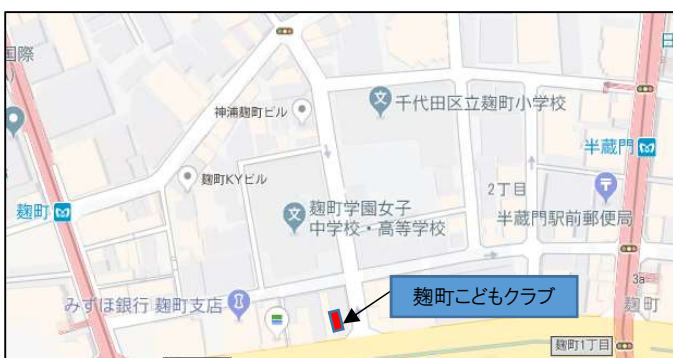 国際
日
千代田区立麹町小学校
神浦麹町ビル
半蔵門
麹町KYビル
2丁目
麹町
麹町学園女子
中学校・高等学校
半蔵門駅前郵便局
麹町こどもクラブ
3a
みずほ銀行 麹町支店
麹町
麹町1丁目